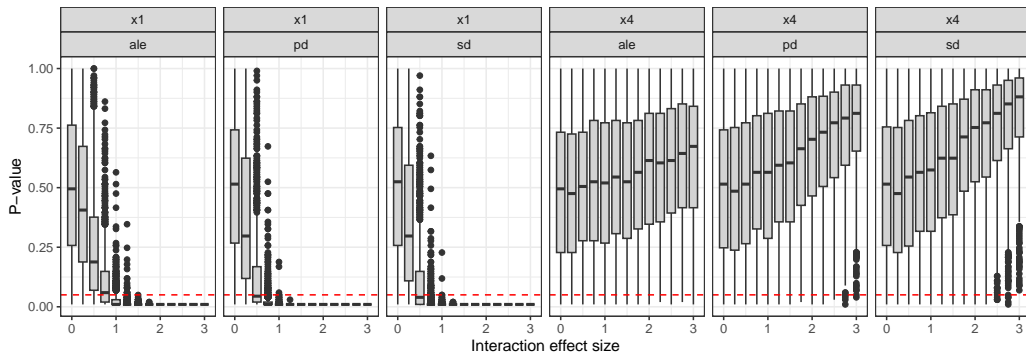 x1 x1 x1 x4 x4 x4
ale pd sd ale pd sd
1.00
0.75
0.50
0.25
0.00
P−value
0 1 2 3 0 1 2 3 0 1 2 3 0 1 2 3 0 1 2 3 0 1 2 3
Interaction effect size